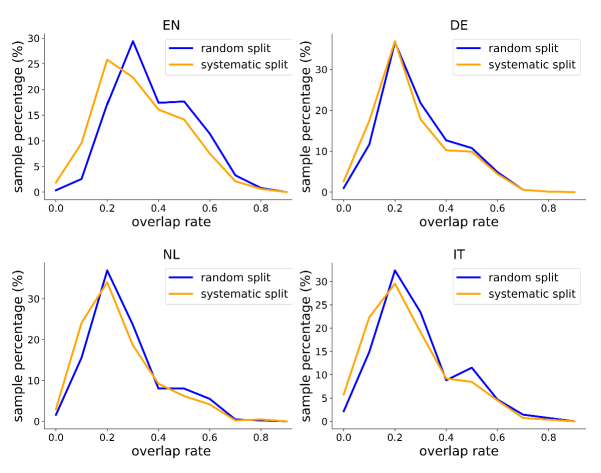 EN
random split
systematic split
sample percentage (%)
30
25
20
15
10
5
0
0.0 0.2 0.4 0.6 0.8
overlap rate
DE
random split
systematic split
sample percentage (%)
30
20
10
0
0.0 0.2 0.4 0.6 0.8
overlap rate
NL
random split
systematic split
sample percentage (%)
30
20
10
0
0.0 0.2 0.4 0.6 0.8
overlap rate
IT
random split
systematic split
sample percentage (%)
30
25
20
15
10
5
0
0.0 0.2 0.4 0.6 0.8
overlap rate